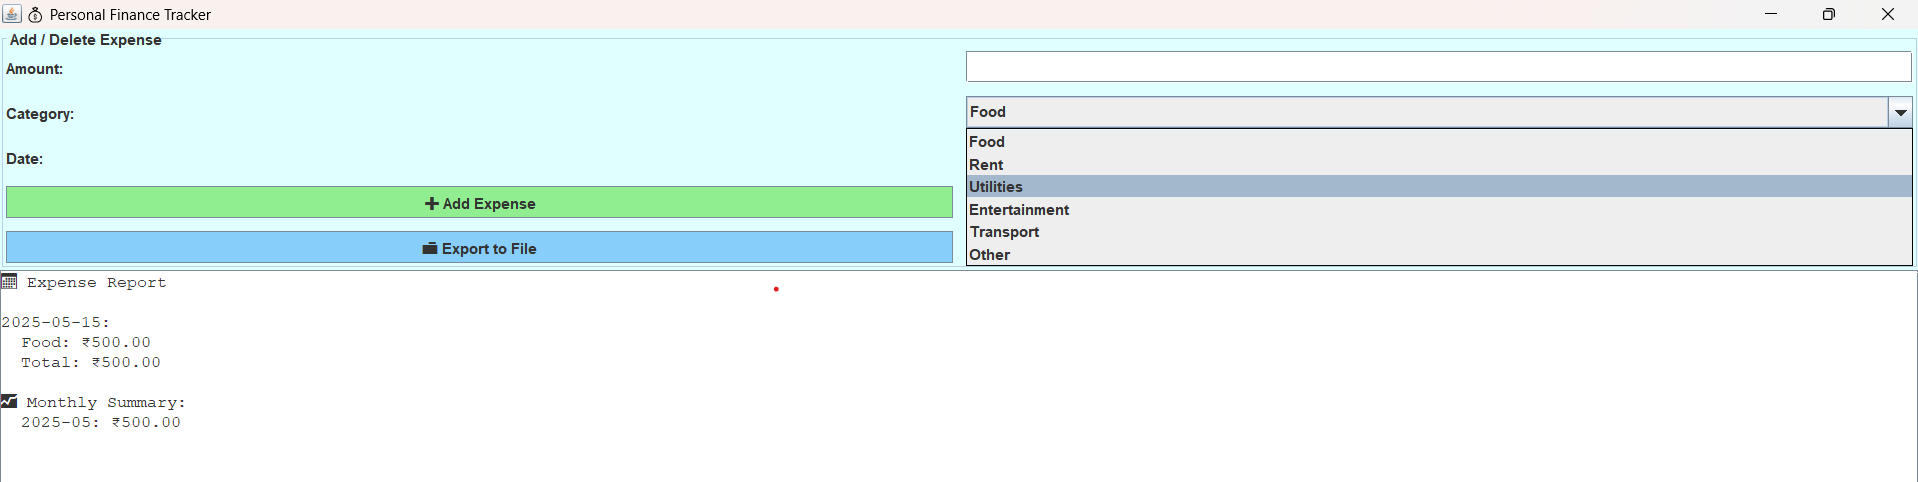 Personal Finance Tracker
Add / Delete Expense
Amount:
Category:
Food
Food
Rent
Utilities
Entertainment
Transport
Other
Date:
Add Expense
Export to File
Expense Report
2025-05-15:
Food: ₹500.00
Total: ₹500.00
Monthly Summary:
2025-05: ₹500.00